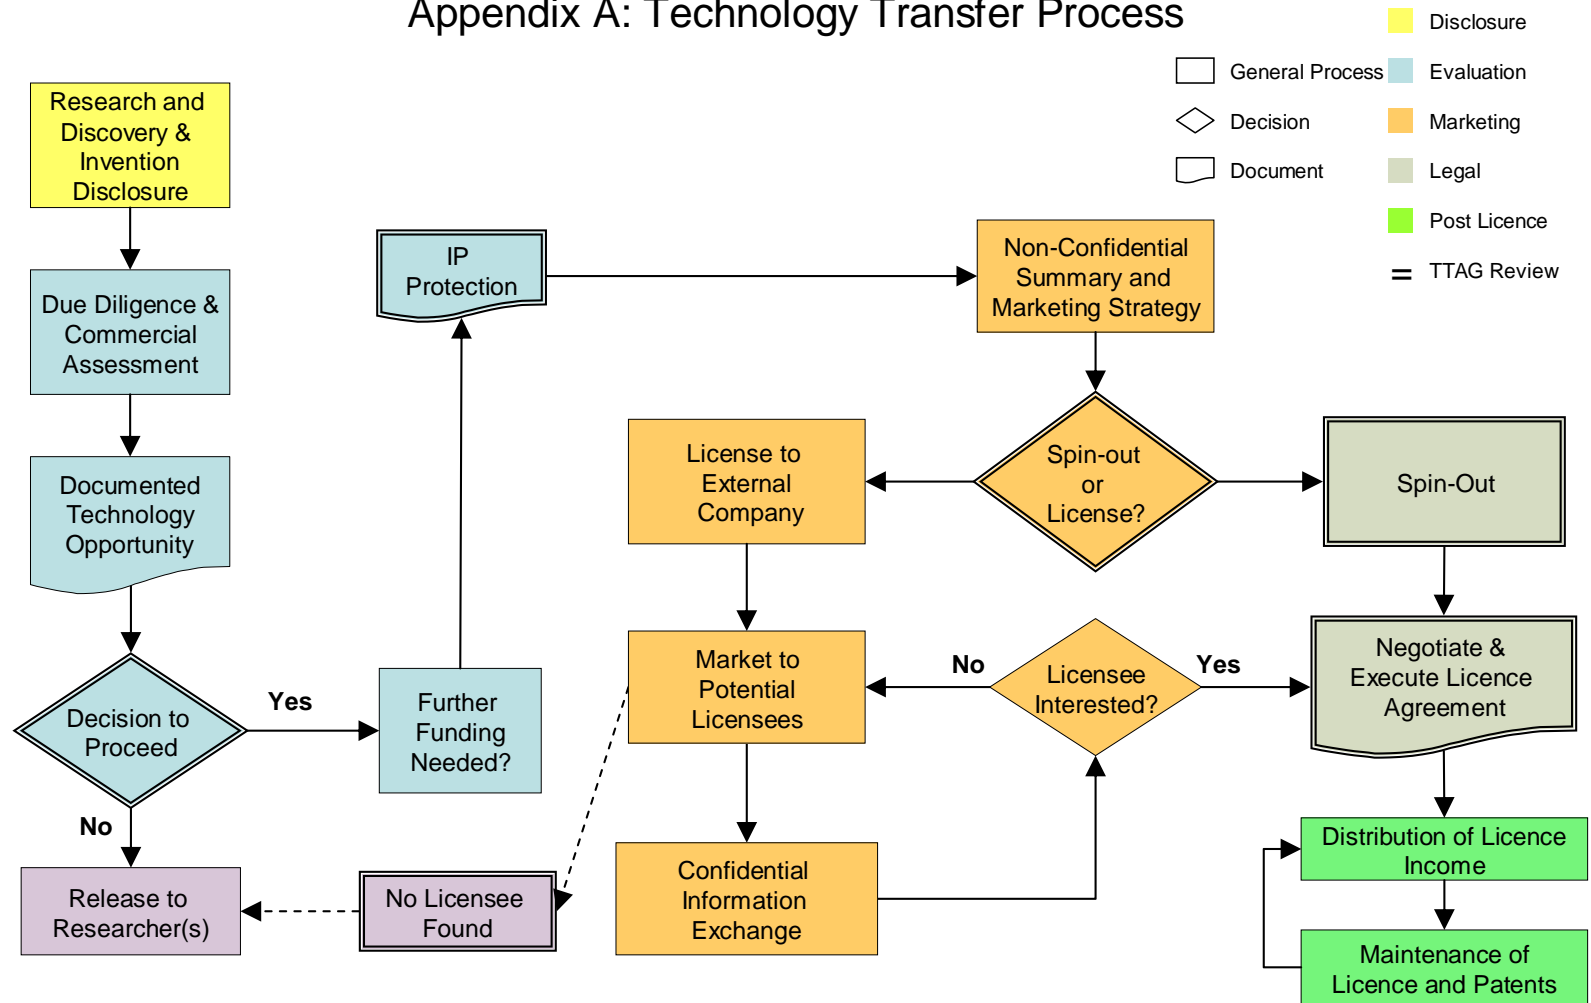 Appendix A: Technology Transfer Process
Disclosure
General Process
Evaluation
Decision
Marketing
Document
Legal
Post Licence
= TTAG Review
Research and
Discovery &
Invention
Disclosure
Due Diligence &
Commercial
Assessment
Documented
Technology
Opportunity
Decision to
Proceed
Yes
No
Release to
Researcher(s)
Further
Funding
Needed?
IP
Protection
Non-Confidential
Summary and
Marketing Strategy
Spin-out
or
License?
License to
External
Company
Spin-Out
Market to
Potential
Licensees
No
Licensee
Interested?
Yes
Negotiate &
Execute Licence
Agreement
Confidential
Information
Exchange
No Licensee
Found
Distribution of Licence
Income
Maintenance of
Licence and Patents